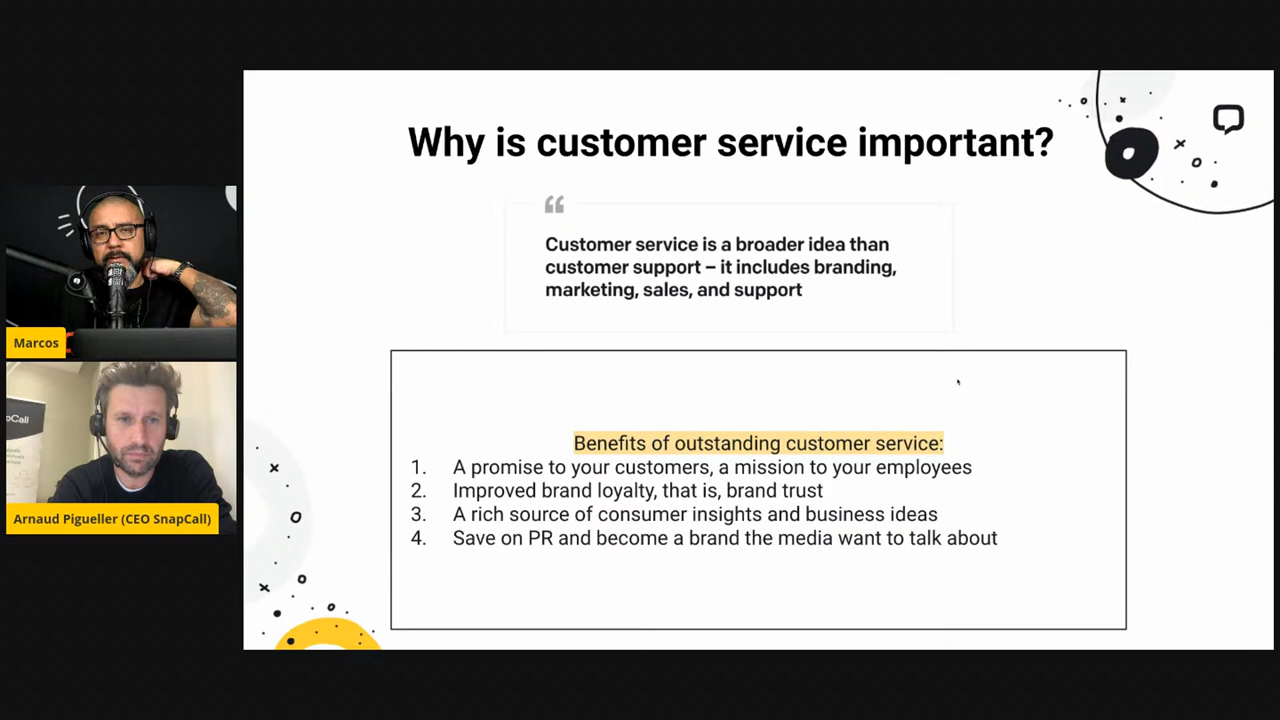 Why is customer service important?
“
Customer service is a broader idea than
customer support – it includes branding,
marketing, sales, and support
Benefits of outstanding customer service:
1. A promise to your customers, a mission to your employees
2. Improved brand loyalty, that is, brand trust
3. A rich source of consumer insights and business ideas
4. Save on PR and become a brand the media want to talk about
Marcos
Arnaud Pigueller (CEO SnapCall)